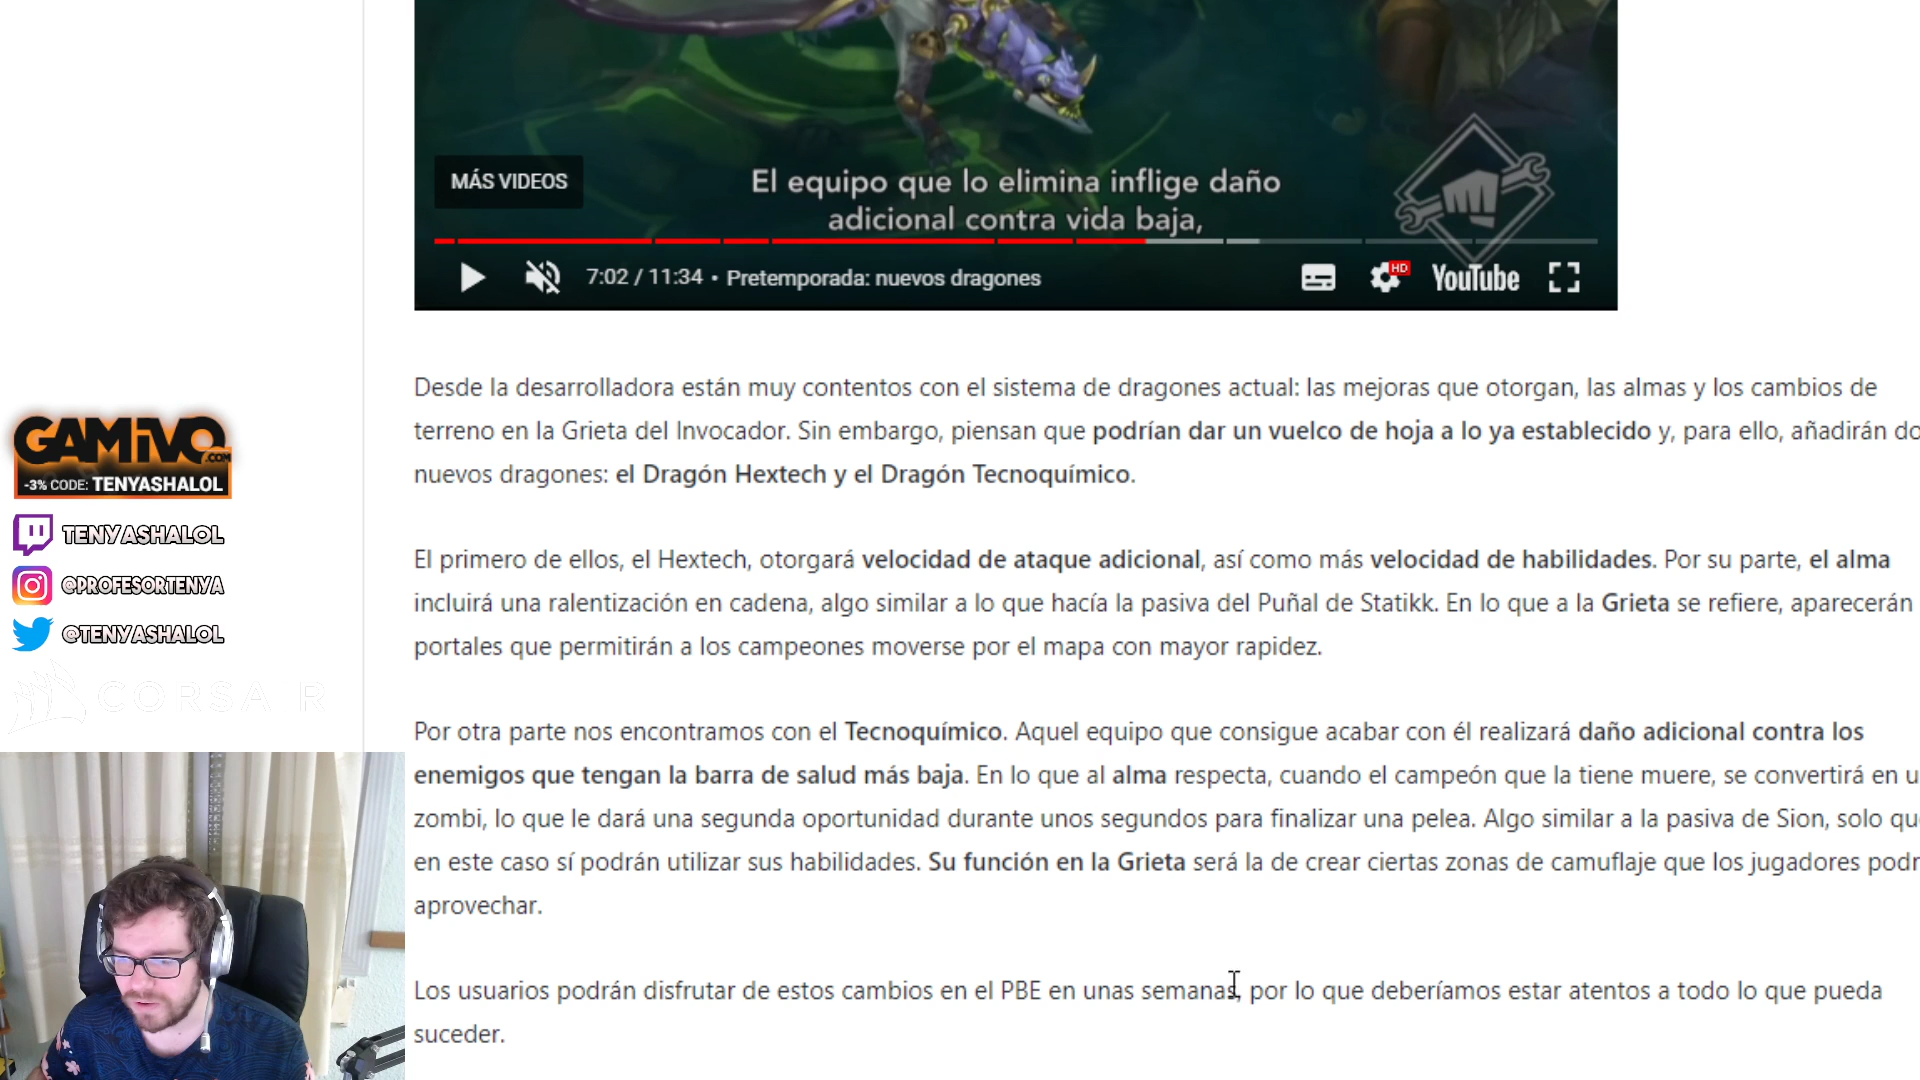 El equipo que lo elimina inflige daño
adicional contra vida baja,
MÁS VIDEOS
7:02 / 11:34 • Pretemporada: nuevos dragones
HD
YouTube
Desde la desarrolladora están muy contentos con el sistema de dragones actual: las mejoras que otorgan, las almas y los cambios de
terreno en la Grieta del Invocador. Sin embargo, piensan que podrían dar un vuelco de hoja a lo ya establecido y, para ello, añadirán do
nuevos dragones: el Dragón Hextech y el Dragón Tecnoquímico.
El primero de ellos, el Hextech, otorgará velocidad de ataque adicional, así como más velocidad de habilidades. Por su parte, el alma
incluirá una ralentización en cadena, algo similar a lo que hacía la pasiva del Puñal de Statikk. En lo que a la Grieta se refiere, aparecerán
portales que permitirán a los campeones moverse por el mapa con mayor rapidez.
Por otra parte nos encontramos con el Tecnoquímico. Aquel equipo que consigue acabar con él realizará daño adicional contra los
enemigos que tengan la barra de salud más baja. En lo que al alma respecta, cuando el campeón que la tiene muere, se convertirá en u
zombi, lo que le dará una segunda oportunidad durante unos segundos para finalizar una pelea. Algo similar a la pasiva de Sion, solo qu
en este caso sí podrán utilizar sus habilidades. Su función en la Grieta será la de crear ciertas zonas de camuflaje que los jugadores podr
aprovechar.
Los usuarios podrán disfrutar de estos cambios en el PBE en unas semanas, por lo que deberíamos estar atentos a todo lo que pueda
suceder.
GAMIVO.COM
-3% CODE: TENYASHALOL
TENYASHALOL
@PROFESORTENYA
@TENYASHALOL
CORSAIR